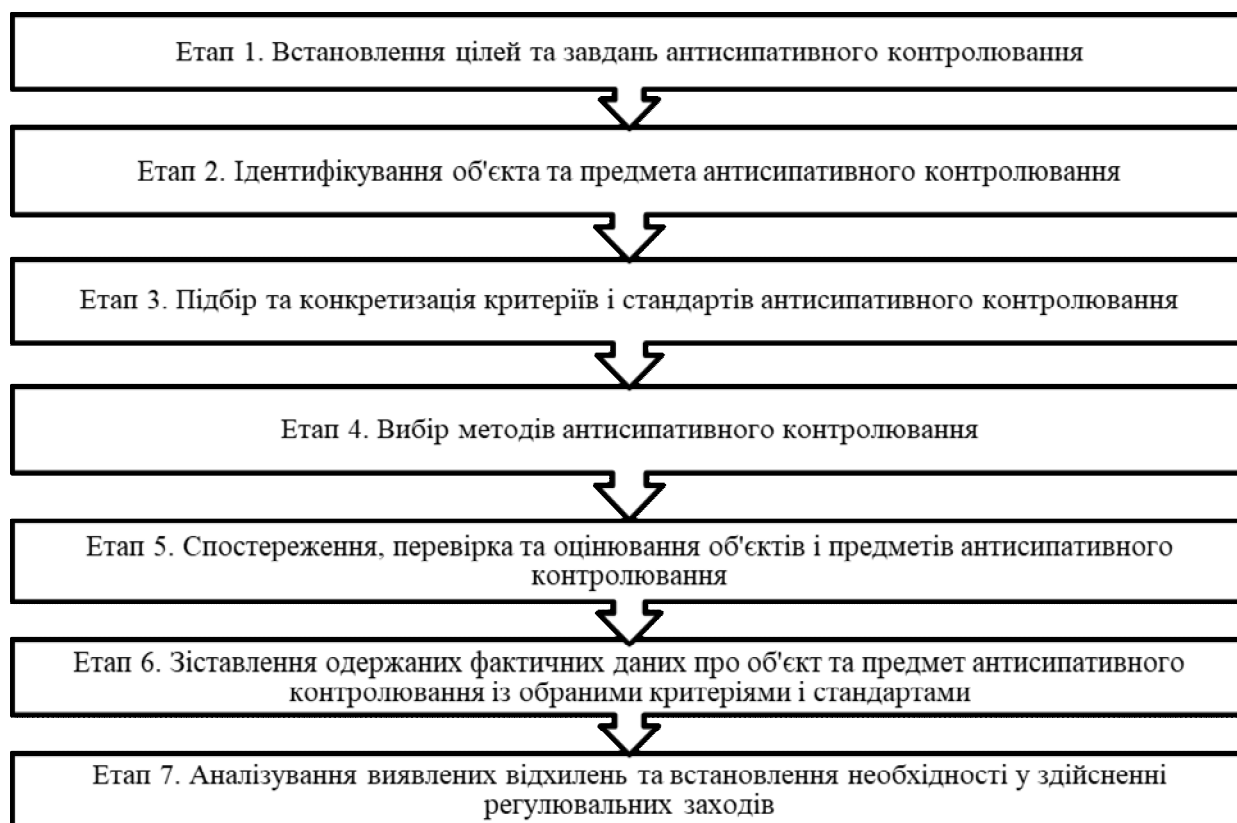 Етап 1. Встановлення цілей та завдань антисипативного контролювання
Етап 2. Ідентифікування об'єкта та предмета антисипативного контролювання
Етап 3. Підбір та конкретизація критеріїв і стандартів антисипативного контролювання
Етап 4. Вибір методів антисипативного контролювання
Етап 5. Спостереження, перевірка та оцінювання об'єктів і предметів антисипативного
контролювання
Етап 6. Зіставлення одержаних фактичних даних про об'єкт та предмет антисипативного
контролювання із обраними критеріями і стандартами
Етап 7. Аналізування виявлених відхилень та встановлення необхідності у здійсненні
регулювальних заходів